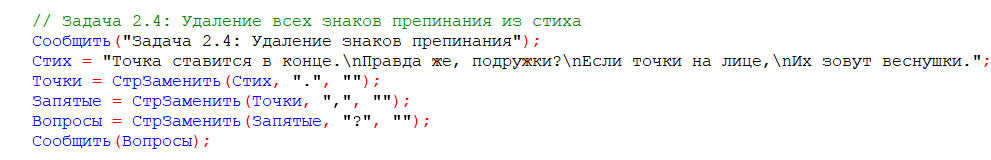 // Задача 2.4: Удаление всех знаков препинания из стиха
Сообщить("Задача 2.4: Удаление знаков препинания");
Стих = "Точка ставится в конце.\nПравда же, подружки?\nЕсли точки на лице,\nИх зовут веснушки.";
Точки = СтрЗаменить(Стих, ".", "");
Запятые = СтрЗаменить(Точки, ",", "");
Вопросы = СтрЗаменить(Запятые, "?", "");
Сообщить(Вопросы);